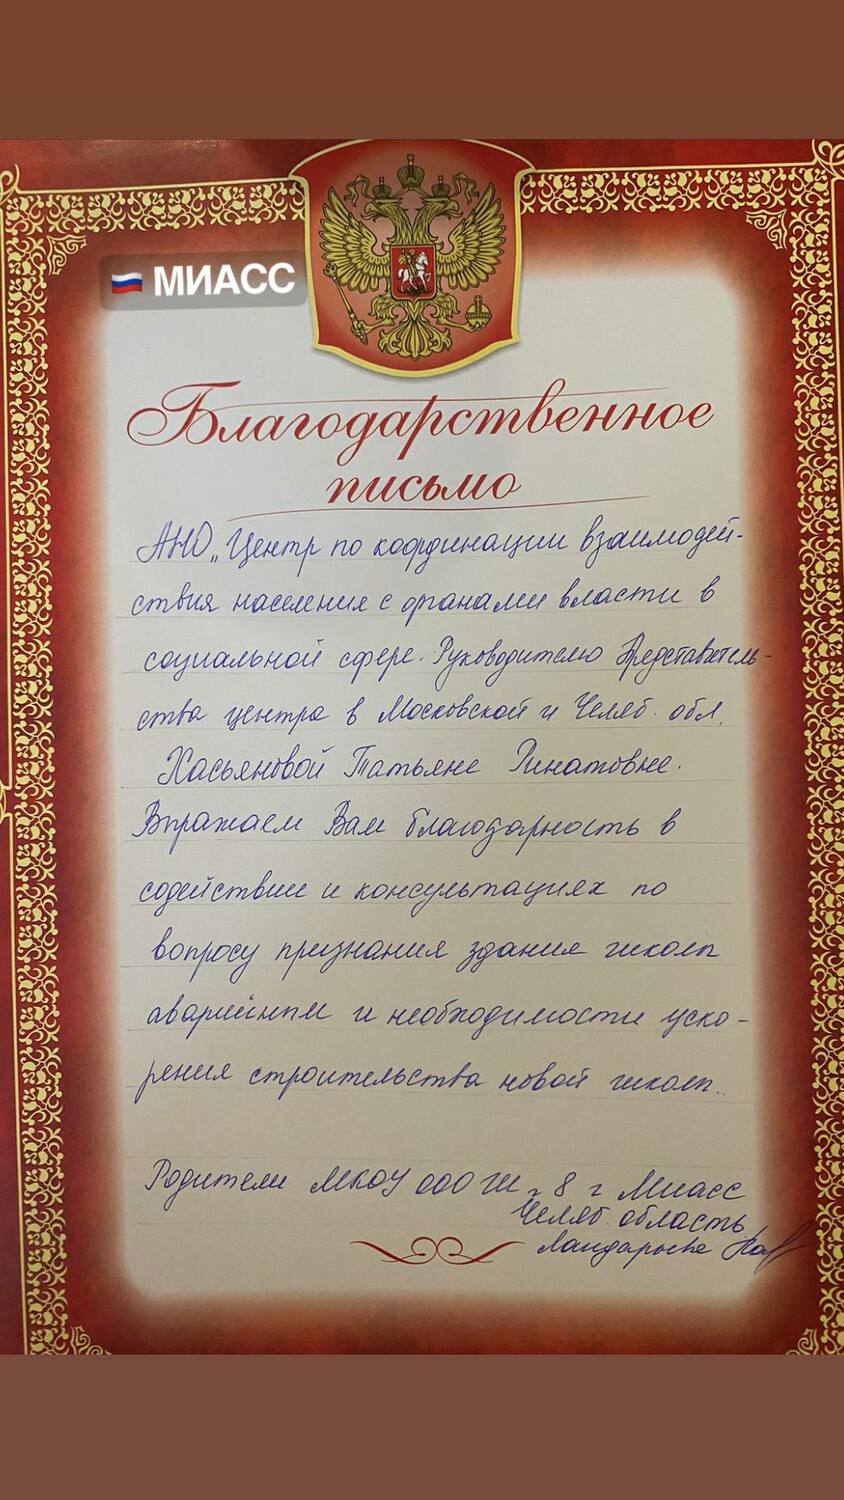 🇷🇺 МИАСС
Благодарственное
письмо
АНО „Центр по координации взаимодей-
ствия населения с органами власти в
социальной сфере. Руководителю Представитель-
ства центра в Московской и Челяб. обл.
Хасьяновой Татьяне Ринатовне.
Выражаем Вам благодарность в
содействии и консультациях по
вопросу признания здания школы
аварийным и необходимости уско-
рения строительства новой школы.
Родители МКОУ ООШ № 8 г Миасс
Челяб. область